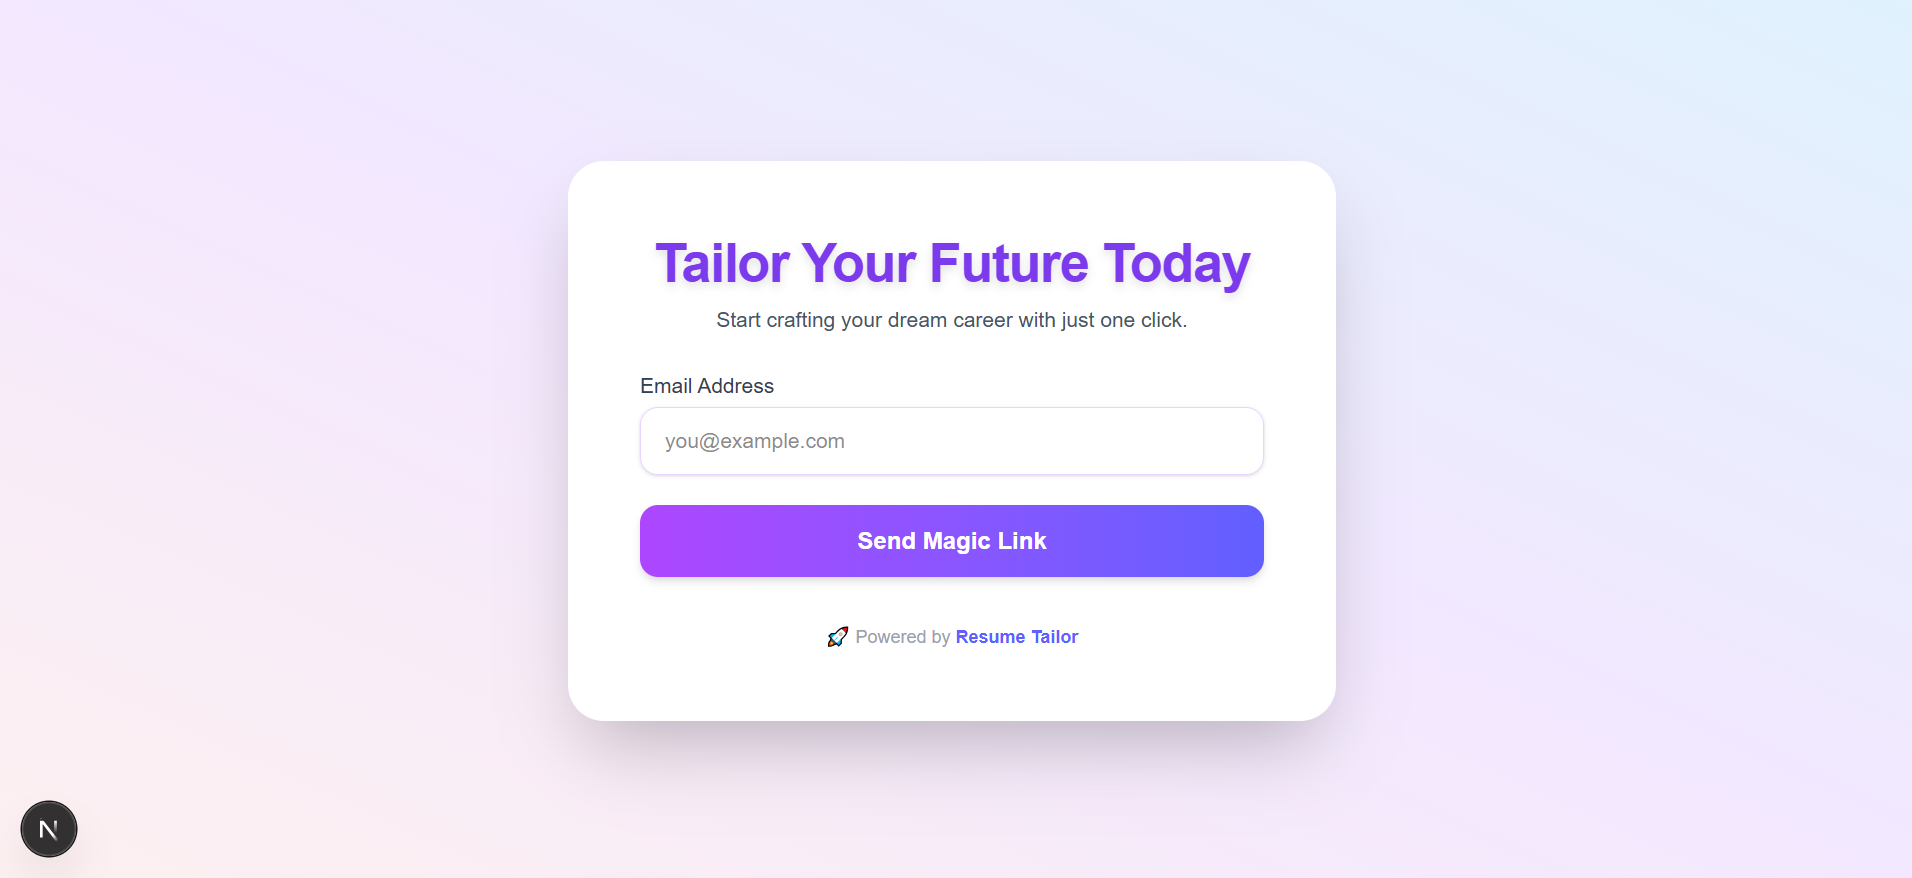 Tailor Your Future Today
Start crafting your dream career with just one click.
Email Address
you@example.com
Send Magic Link
🚀 Powered by Resume Tailor
N